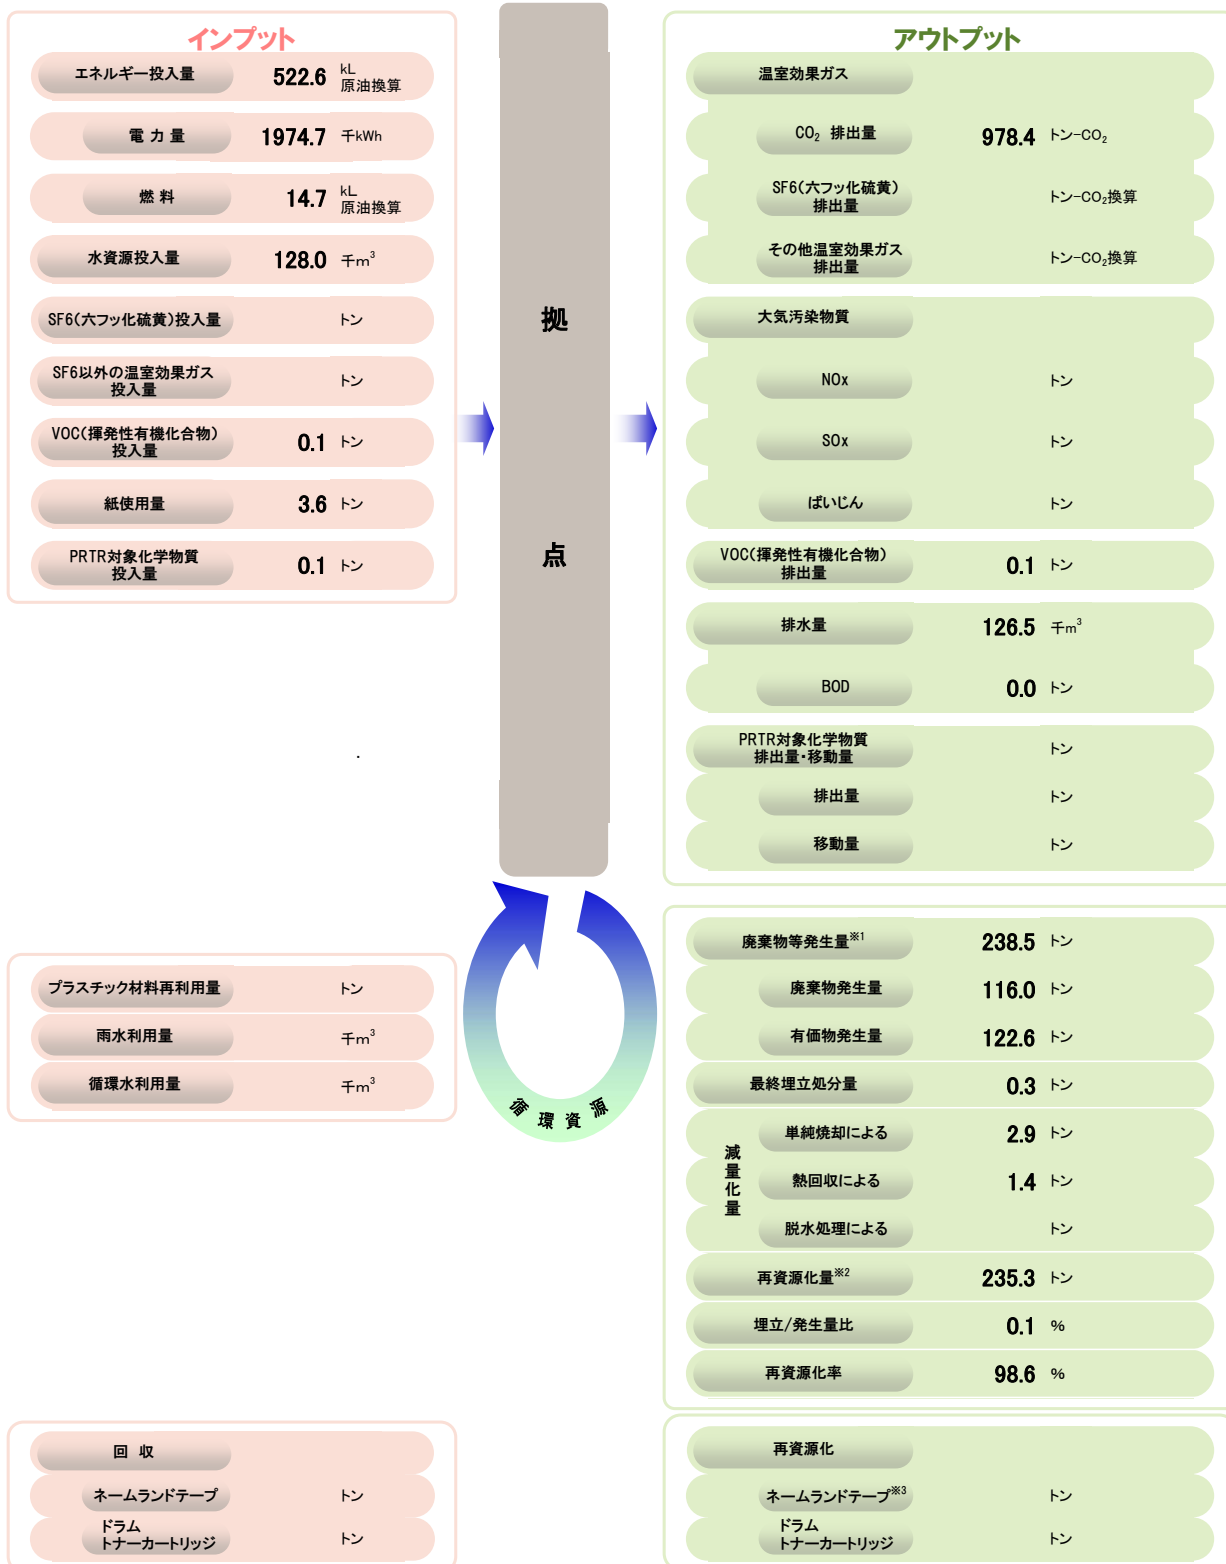 インプット
エネルギー投入量 522.6 kL
原油換算
電 力 量 1974.7 千kWh
燃 料 14.7 kL
原油換算
水資源投入量 128.0 千m³
SF6(六フッ化硫黄)投入量 トン
SF6以外の温室効果ガス
投入量 トン
VOC(揮発性有機化合物)
投入量 0.1 トン
紙使用量 3.6 トン
PRTR対象化学物質
投入量 0.1 トン
拠
点
アウトプット
温室効果ガス
CO₂ 排出量 978.4 トン-CO₂
SF6(六フッ化硫黄)
排出量 トン-CO₂換算
その他温室効果ガス
排出量 トン-CO₂換算
大気汚染物質
NOx トン
SOx トン
ばいじん トン
VOC(揮発性有機化合物)
排出量 0.1 トン
排水量 126.5 千m³
BOD 0.0 トン
PRTR対象化学物質
排出量・移動量 トン
排出量 トン
移動量 トン
プラスチック材料再利用量 トン
雨水利用量 千m³
循環水利用量 千m³
循環資源
廃棄物等発生量※1 238.5 トン
廃棄物発生量 116.0 トン
有価物発生量 122.6 トン
最終埋立処分量 0.3 トン
減量化量
単純焼却による 2.9 トン
熱回収による 1.4 トン
脱水処理による トン
再資源化量※2 235.3 トン
埋立/発生量比 0.1 %
再資源化率 98.6 %
回 収
ネームランドテープ トン
ドラム
トナーカートリッジ トン
再資源化
ネームランドテープ※3 トン
ドラム
トナーカートリッジ トン